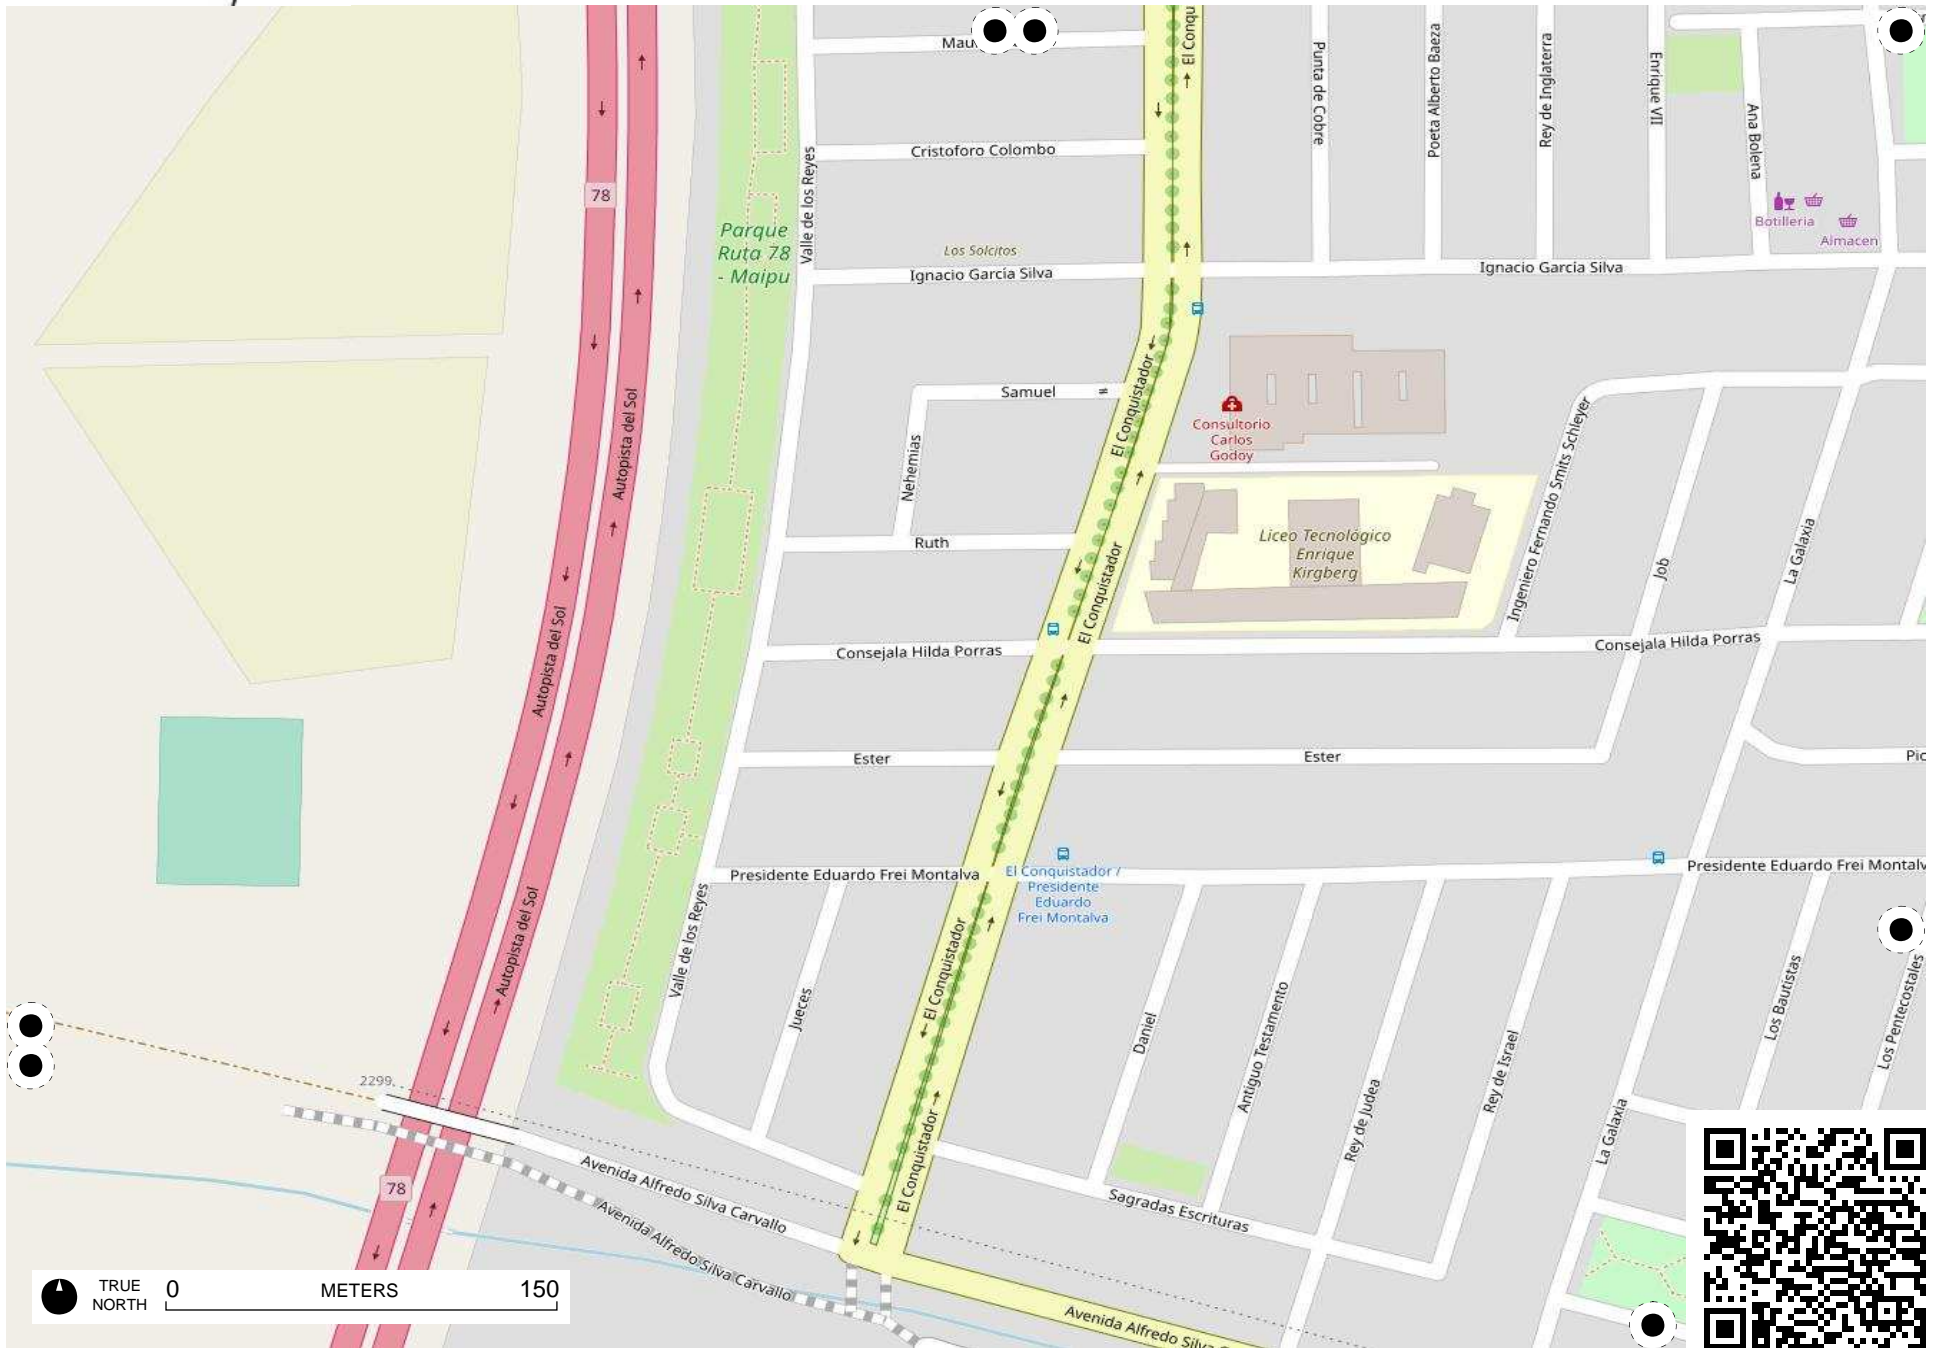 El Conqu
Punta de Cobre
Poeta Alberto Baeza
Rey de Inglaterra
Enrique VII
Ana Bolena
Cristoforo Colombo
Valle de los Reyes
78
Botilleria
Almacen
Parque
Ruta 78
- Maipu
Los Solcitos
Ignacio García Silva
Ignacio García Silva
Samuel
El Conquistador
Consultorio
Carlos
Godoy
Autopista del Sol
Nehemías
Ingeniero Fernando Smits Schleyer
Ruth
Liceo Tecnológico
Enrique
Kirgberg
El Conquistador
Job
La Galaxia
Autopista del Sol
Consejala Hilda Porras
Consejala Hilda Porras
Ester
Ester
Pic
Presidente Eduardo Frei Montalva
El Conquistador /
Presidente
Eduardo
Frei Montalva
Presidente Eduardo Frei Montalv
Autopista del Sol
Valle de los Reyes
El Conquistador
Jueces
Daniel
Antiguo Testamento
Rey de Judea
Rey de Israel
Los Bautistas
Los Pentecostales
2299
La Galaxia
El Conquistador
Avenida Alfredo Silva Carvallo
78
Sagradas Escrituras
Avenida Alfredo Silva Carvallo
Avenida Alfredo Silva C
TRUE
NORTH
0 METERS 150